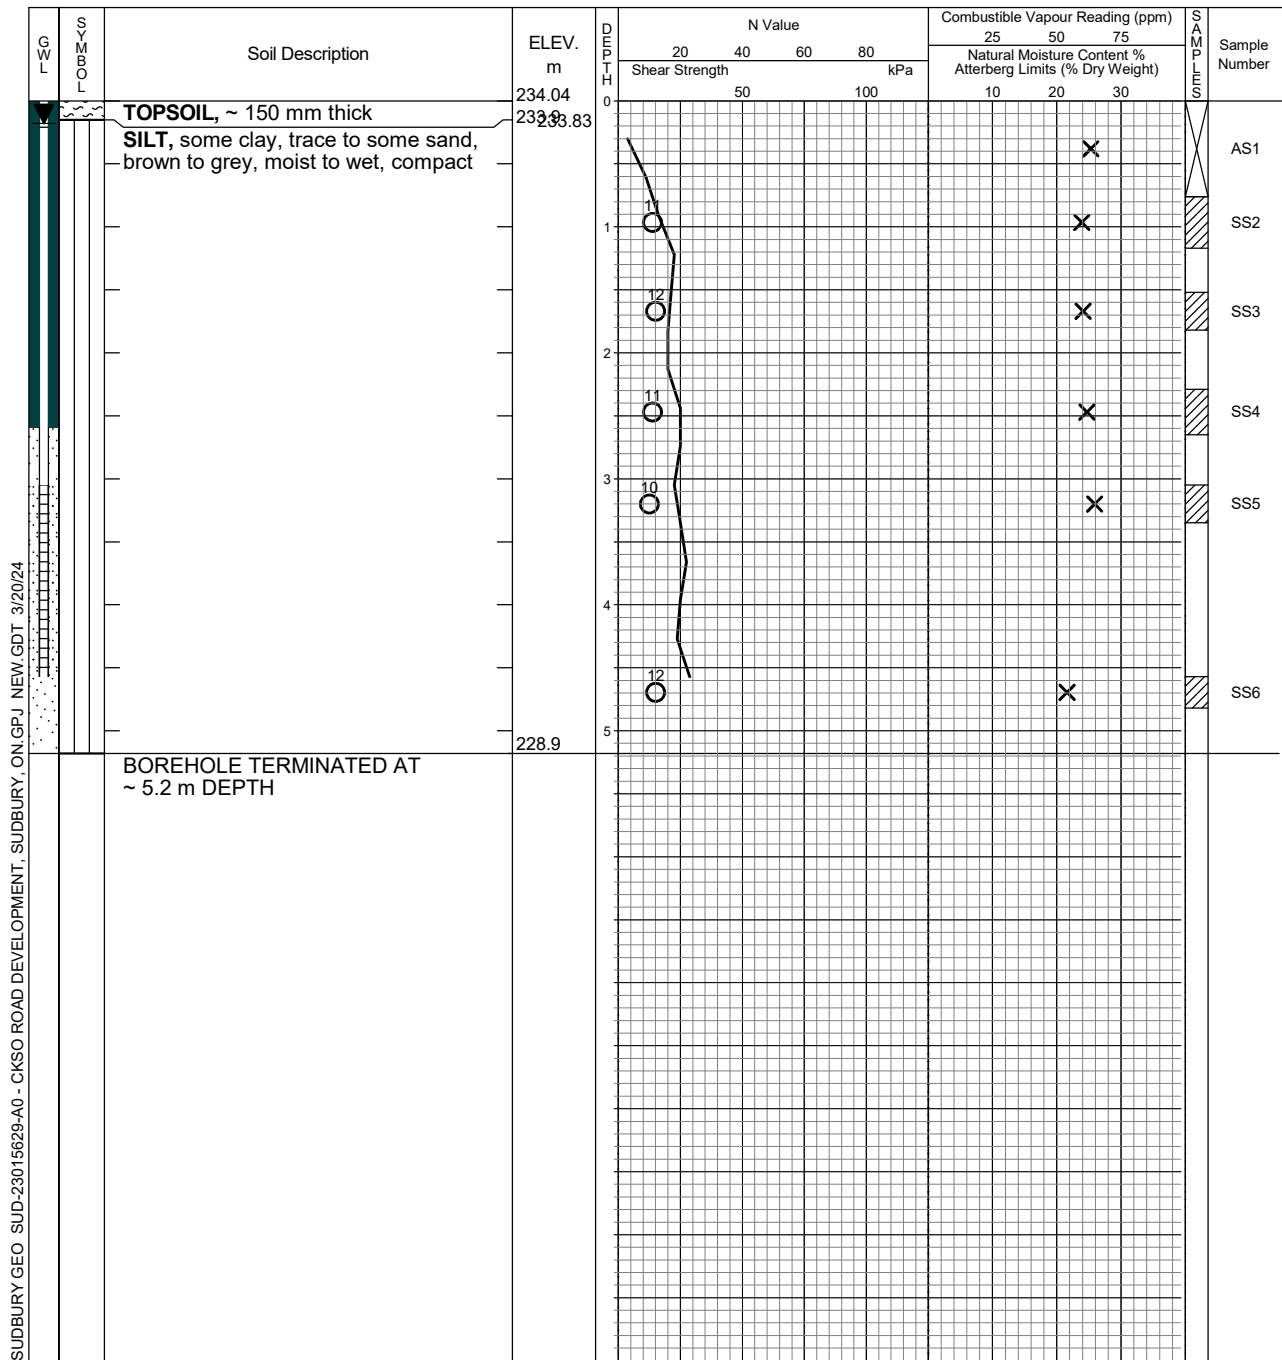 GWL
SYMBOL
Soil Description
ELEV.
m
DEPTH
N Value
20 40 60 80
Shear Strength kPa
50 100
Combustible Vapour Reading (ppm)
25 50 75
Natural Moisture Content %
Atterberg Limits (% Dry Weight)
10 20 30
SAMPLES
Sample
Number
234.04
0
TOPSOIL, ~ 150 mm thick
233.9
233.83
SILT, some clay, trace to some sand,
brown to grey, moist to wet, compact
AS1
11
1
SS2
12
SS3
2
11
SS4
3
10
SS5
4
12
SS6
5
228.9
BOREHOLE TERMINATED AT
~ 5.2 m DEPTH
SUDBURY GEO SUD-23015629-A0 - CKSO ROAD DEVELOPMENT, SUDBURY, ON.GPJ NEW.GDT 3/20/24